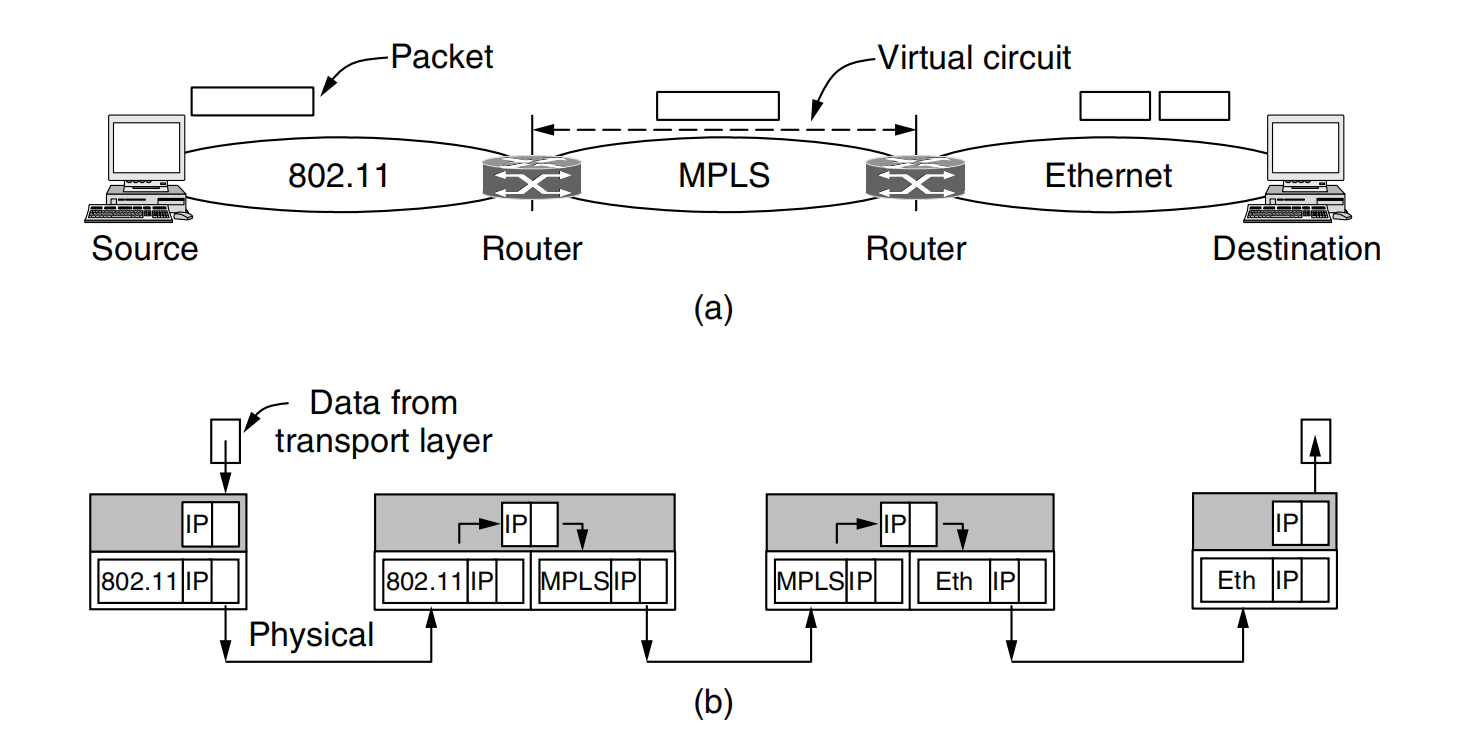 Packet
Virtual circuit
802.11
MPLS
Ethernet
Source
Router
Router
Destination
(a)
Data from
transport layer
IP
IP
IP
IP
802.11 IP
802.11 IP
MPLS IP
MPLS IP
Eth IP
Eth IP
Physical
(b)